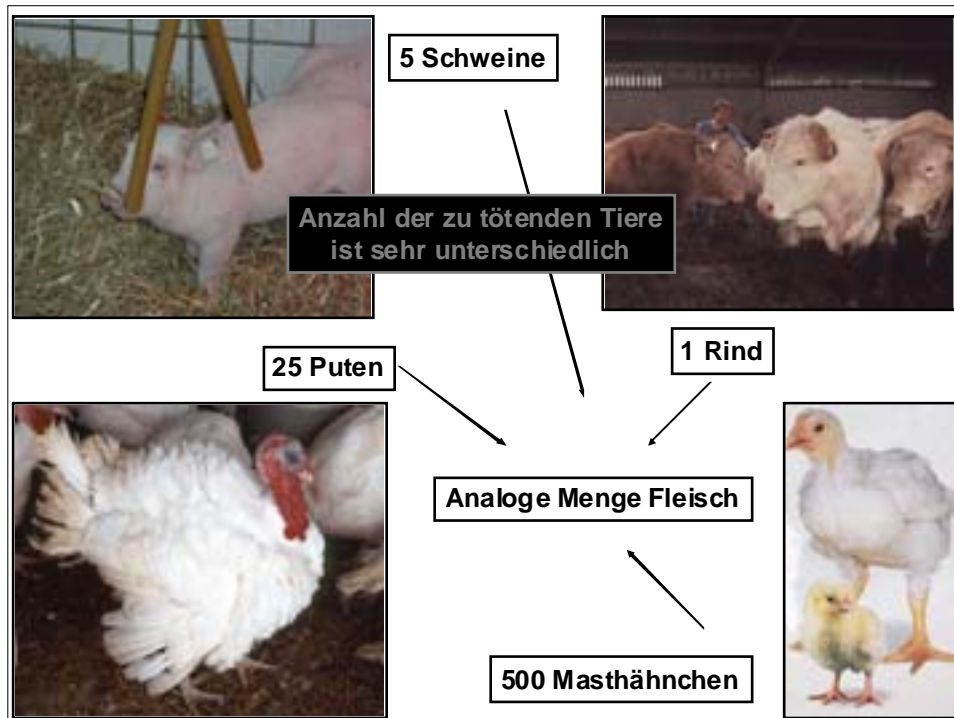 5 Schweine
Anzahl der zu tötenden Tiere
ist sehr unterschiedlich
25 Puten
1 Rind
Analoge Menge Fleisch
500 Masthähnchen